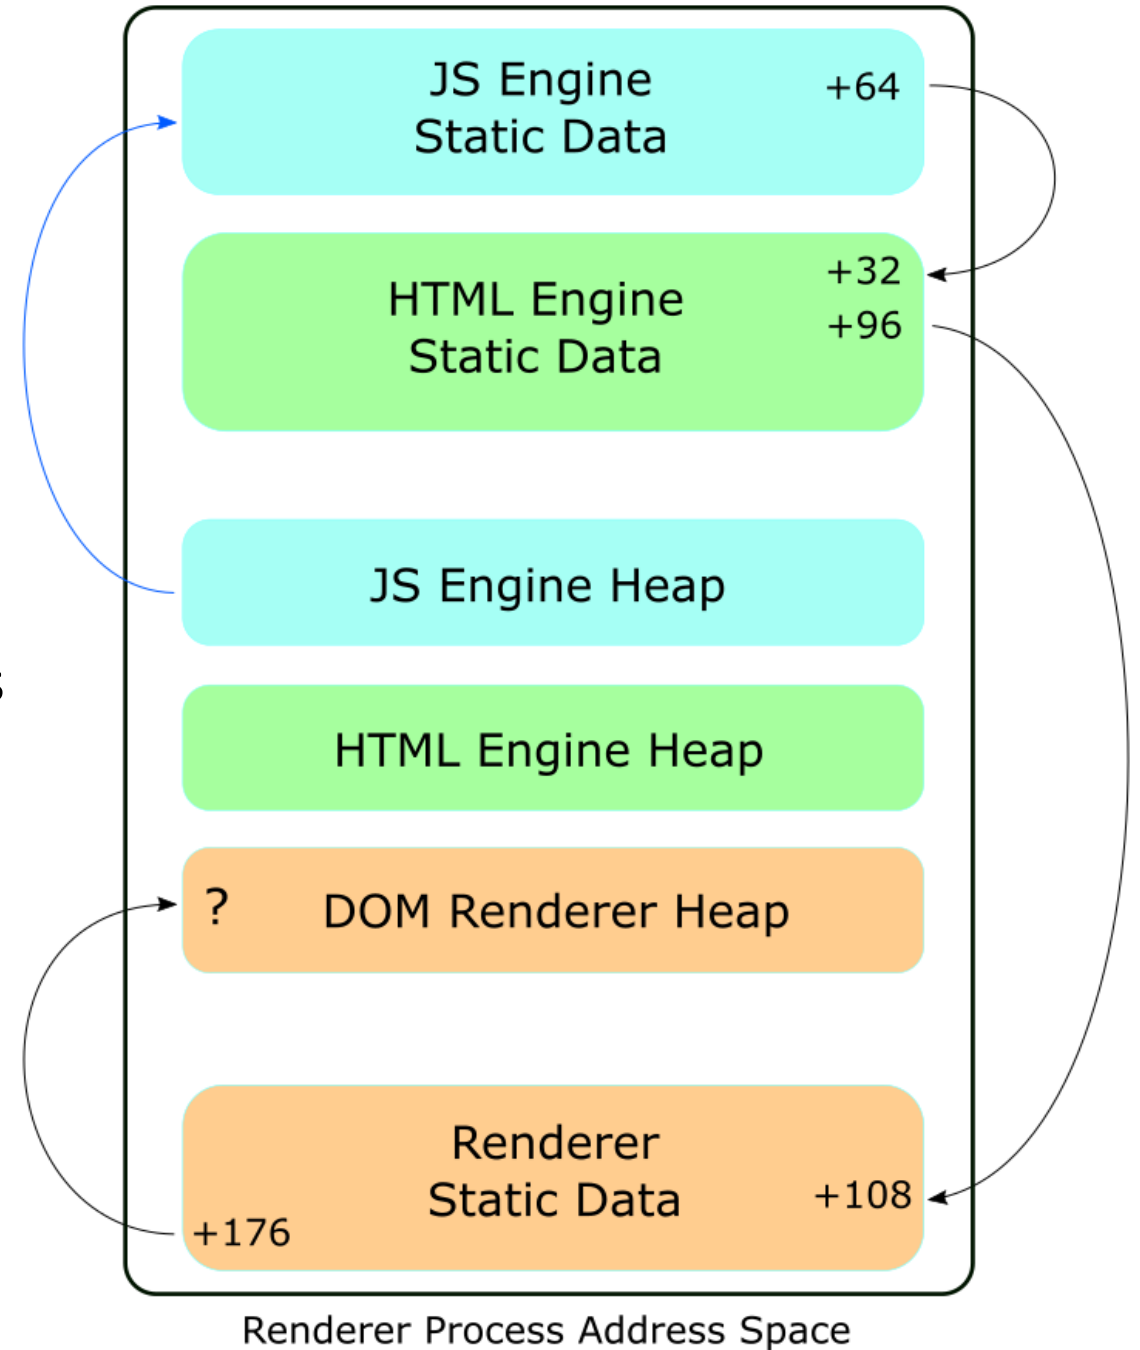 JS Engine
Static Data
+64
HTML Engine
Static Data
+32
+96
JS Engine Heap
HTML Engine Heap
? DOM Renderer Heap
Renderer
Static Data
+108
+176
Renderer Process Address Space